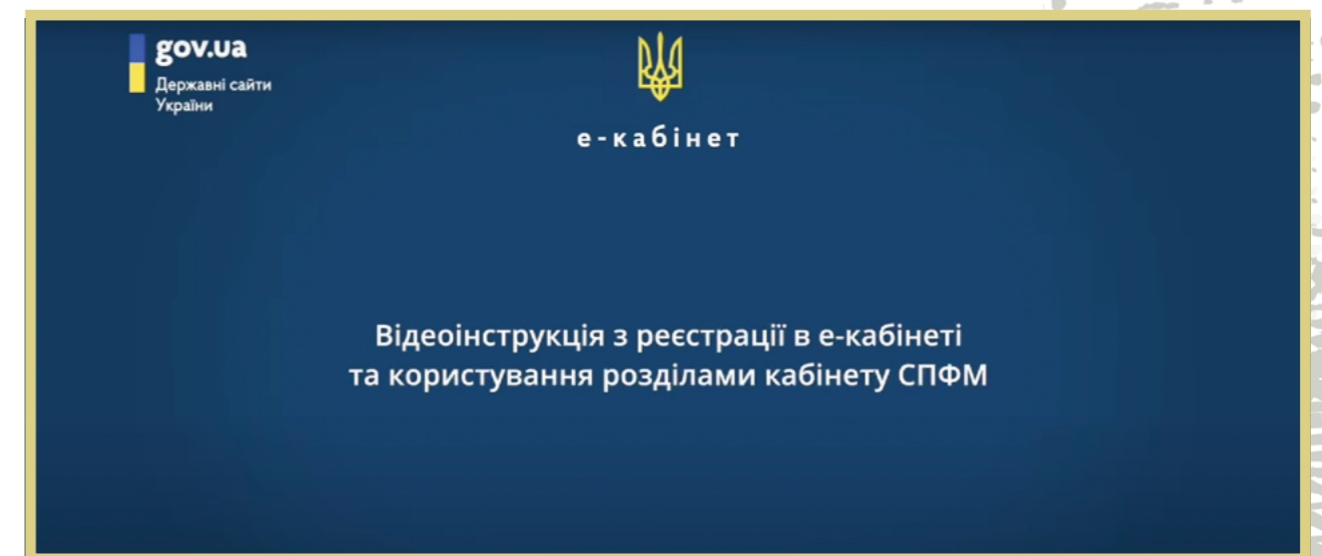 gov.ua
Державні сайти
України
е-кабінет
Відеоінструкція з реєстрації в е-кабінеті
та користування розділами кабінету СПФМ